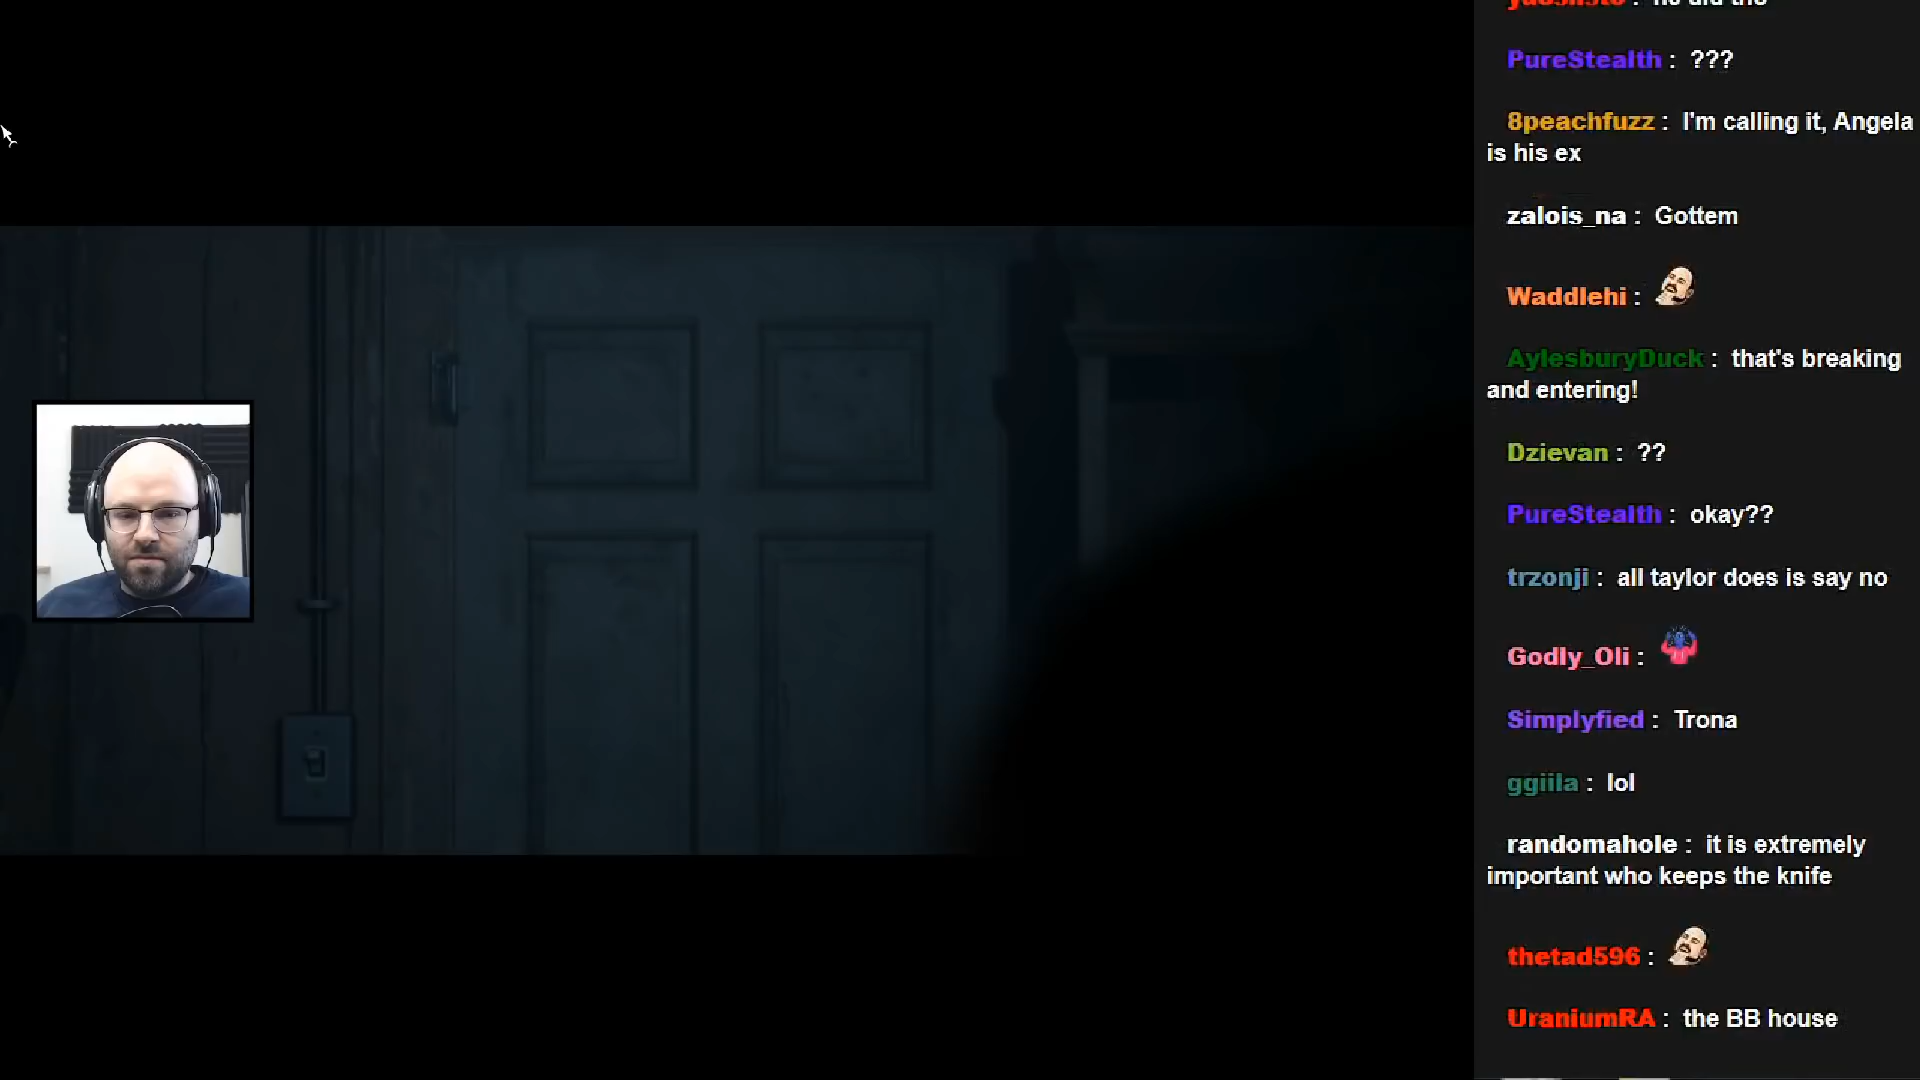 PureStealth : ???
8peachfuzz : I'm calling it, Angela
is his ex
zalois_na : Gottem
Waddlehi :
AylesburyDuck : that's breaking
and entering!
Dzievan : ??
PureStealth : okay??
trzonji : all taylor does is say no
Godly_Oli :
Simplyfied : Trona
ggiila : lol
randomahole : it is extremely
important who keeps the knife
thetad596 :
UraniumRA : the BB house